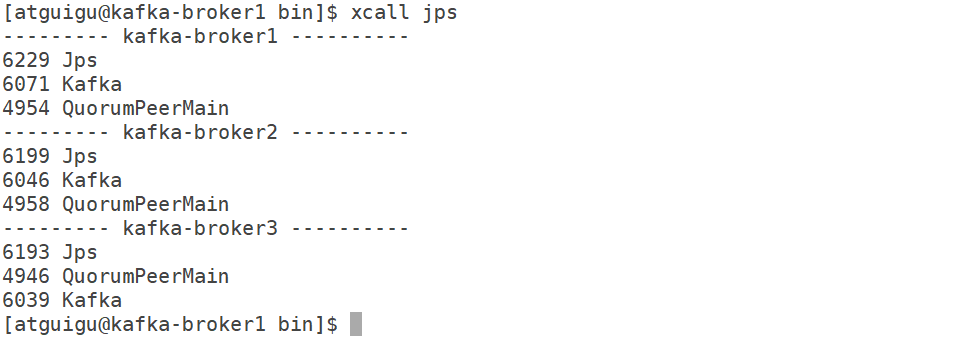 [atguigu@kafka-broker1 bin]$ xcall jps
--------- kafka-broker1 ----------
6229 Jps
6071 Kafka
4954 QuorumPeerMain
--------- kafka-broker2 ----------
6199 Jps
6046 Kafka
4958 QuorumPeerMain
--------- kafka-broker3 ----------
6193 Jps
4946 QuorumPeerMain
6039 Kafka
[atguigu@kafka-broker1 bin]$